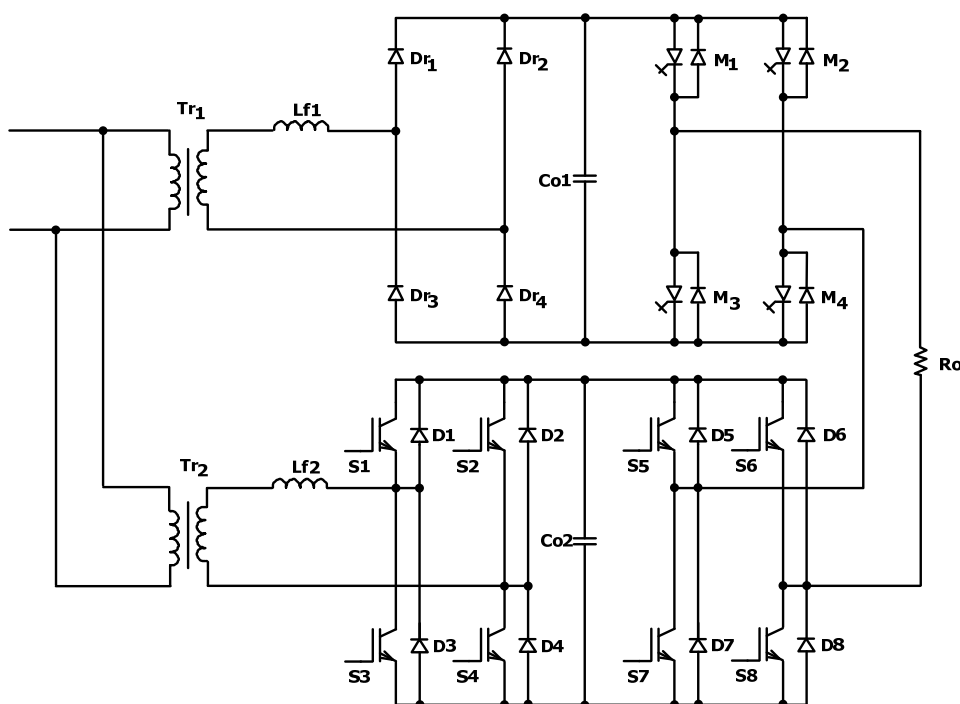 Dr1
Dr2
M1
M2
Tr1
Lf1
Co1
Dr3
Dr4
M3
M4
Ro
D1
D2
D5
D6
S1
S2
S5
S6
Tr2
Lf2
Co2
D3
D4
D7
D8
S3
S4
S7
S8